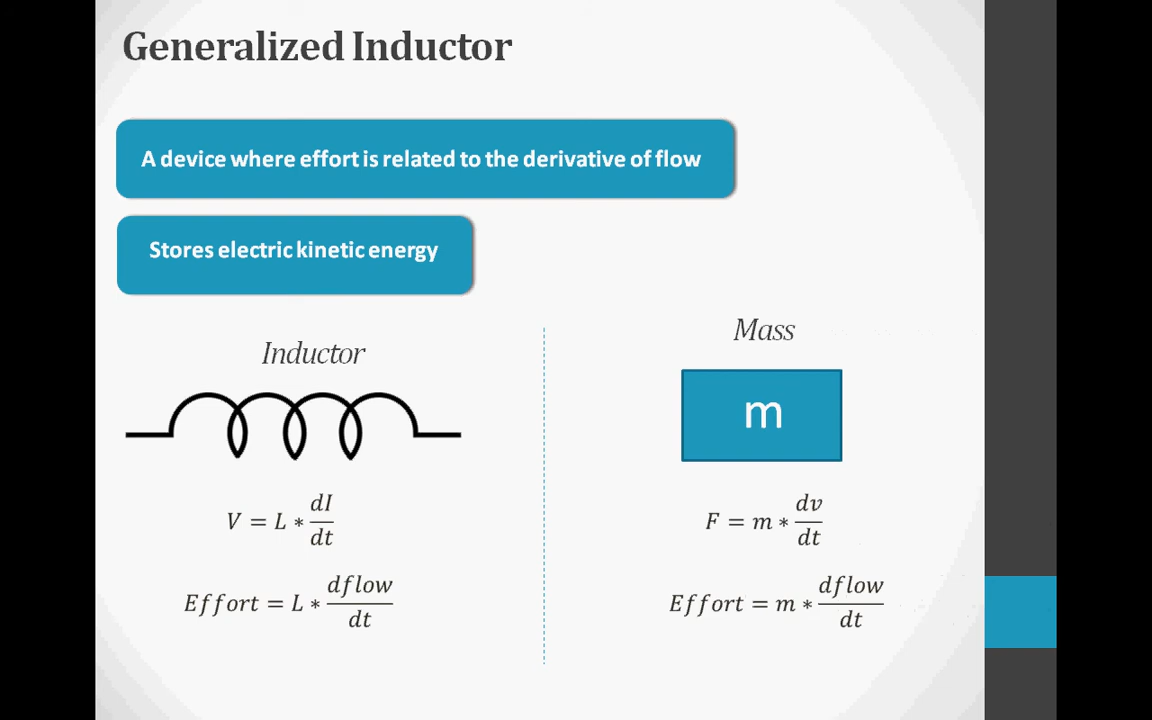 Generalized Inductor
A device where effort is related to the derivative of flow
Stores electric kinetic energy
Inductor
V = L ∗ dI/dt
Effort = L ∗ dflow/dt
Mass
m
F = m ∗ dv/dt
Effort = m ∗ dflow/dt